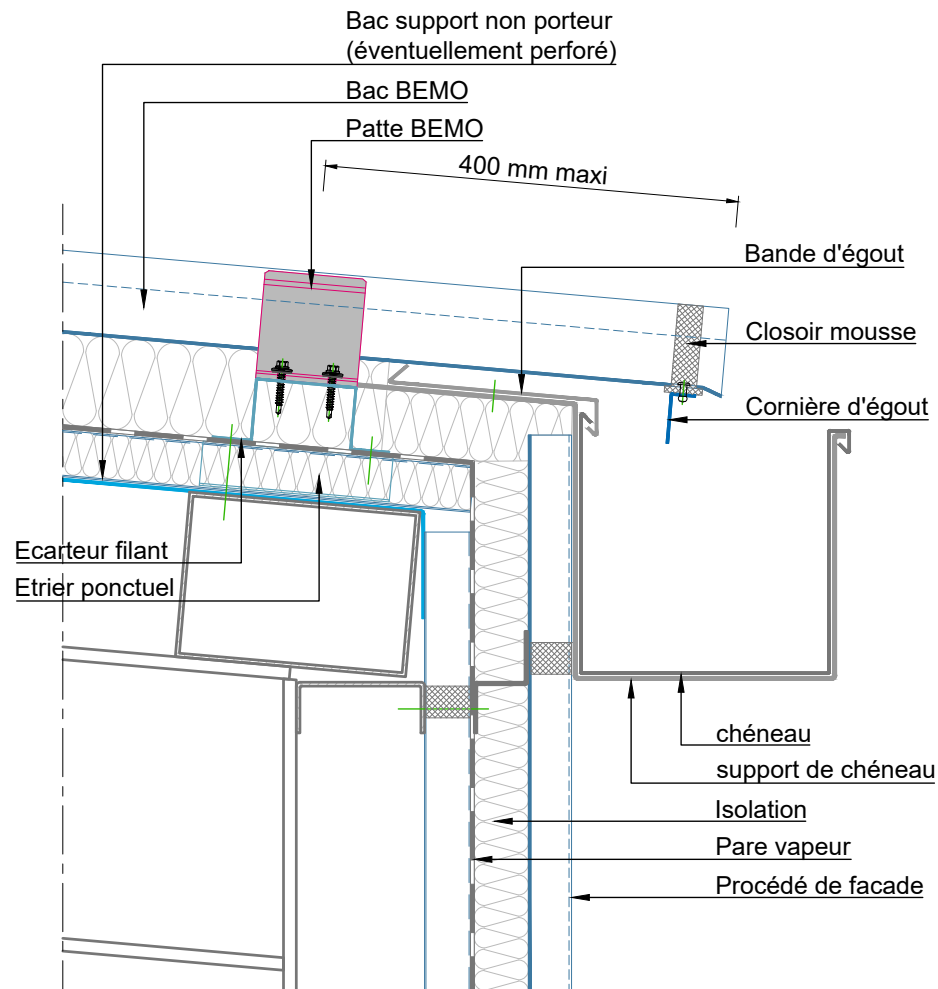 Bac support non porteur
(éventuellement perforé)
Bac BEMO
Patte BEMO
400 mm maxi
Bande d'égout
Closoir mousse
Cornière d'égout
Ecarteur filant
Etrier ponctuel
chéneau
support de chéneau
Isolation
Pare vapeur
Procédé de facade